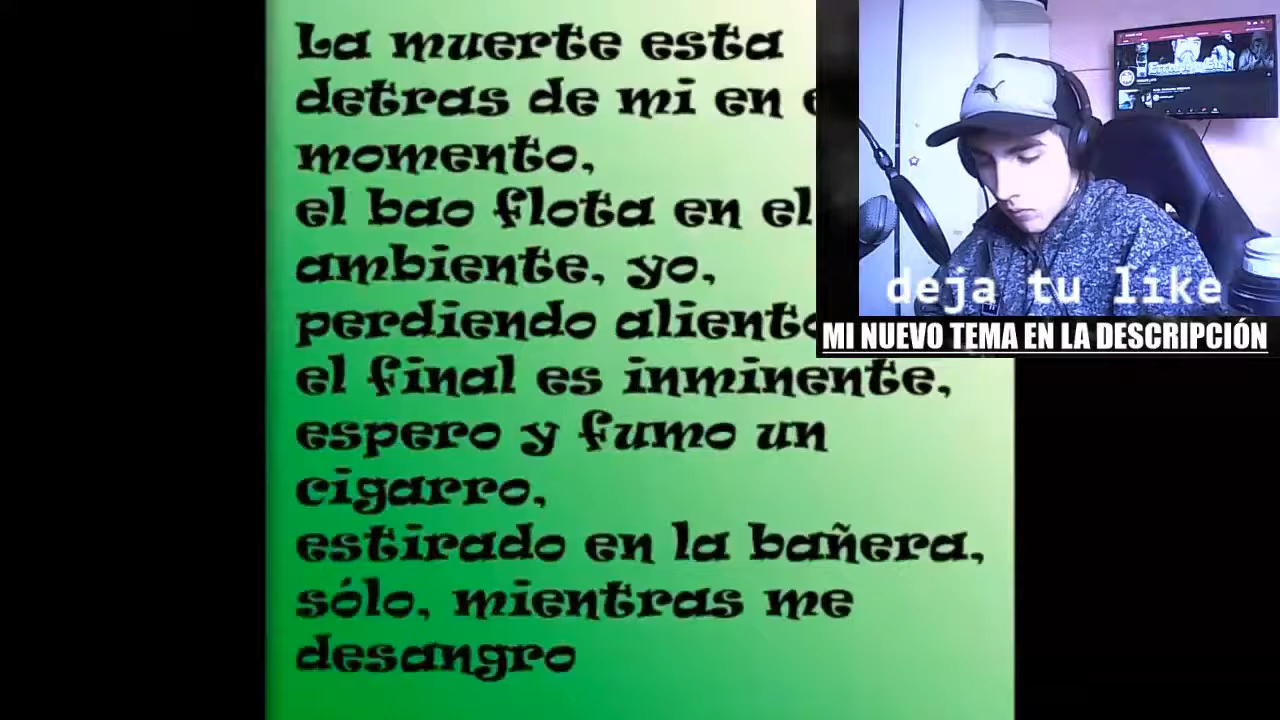 La muerte esta
detras de mi en e
momento,
el bao flota en el
ambiente, yo,
perdiendo aliento
el final es inminente,
espero y fumo un
cigarro,
estirado en la bañera,
sólo, mientras me
desangro
deja tu like
MI NUEVO TEMA EN LA DESCRIPCIÓN